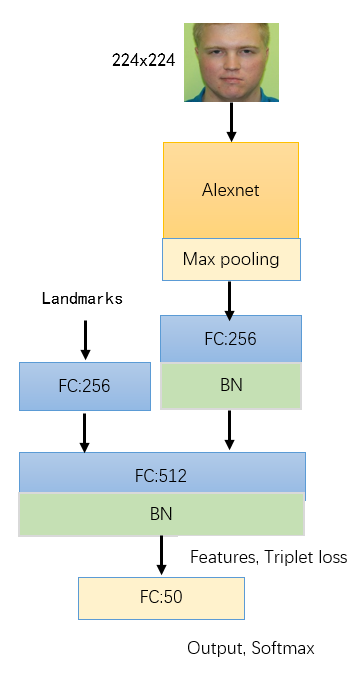 224x224
Alexnet
Max pooling
Landmarks
FC:256
FC:256
BN
FC:512
BN
Features, Triplet loss
FC:50
Output, Softmax